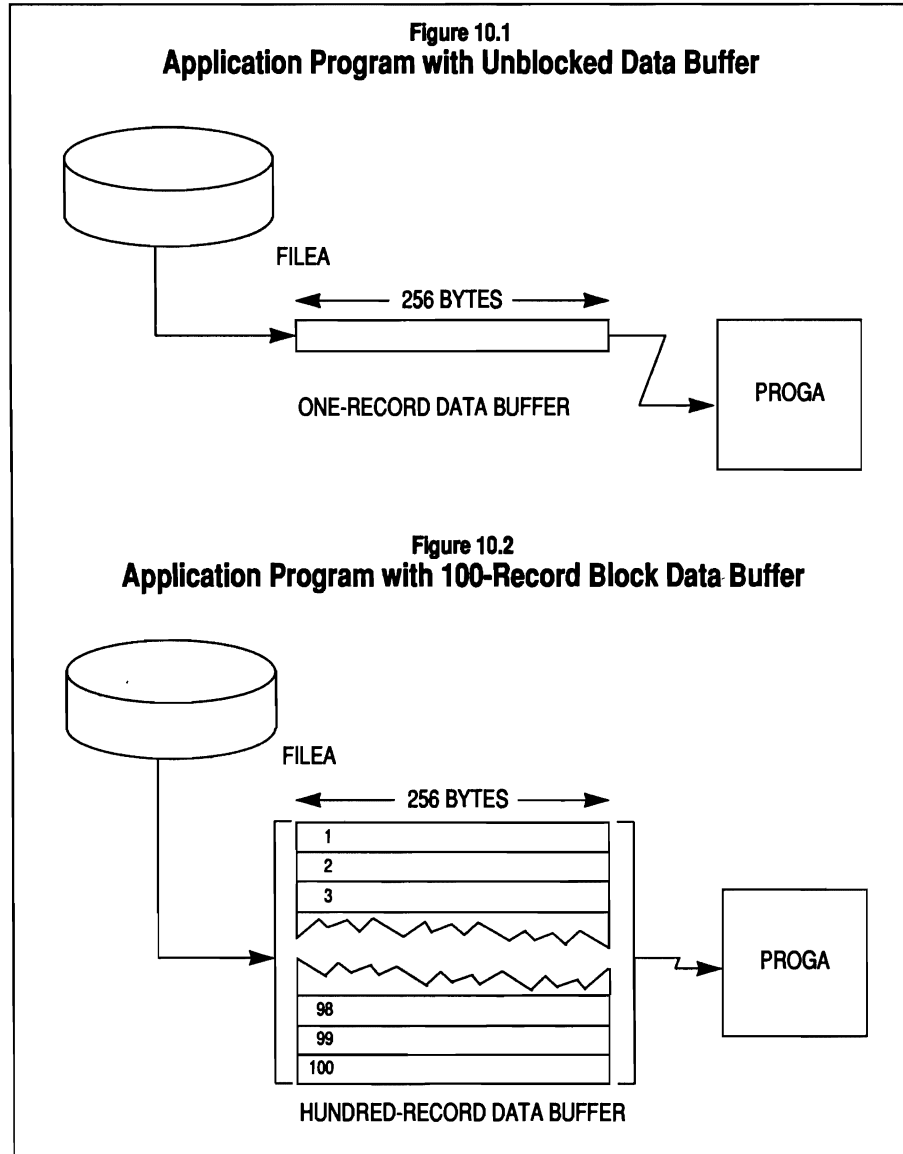 Figure 10.1
Application Program with Unblocked Data Buffer
FILEA
256 BYTES
ONE-RECORD DATA BUFFER
PROGA
Figure 10.2
Application Program with 100-Record Block Data Buffer
FILEA
256 BYTES
1
2
3
98
99
100
PROGA
HUNDRED-RECORD DATA BUFFER